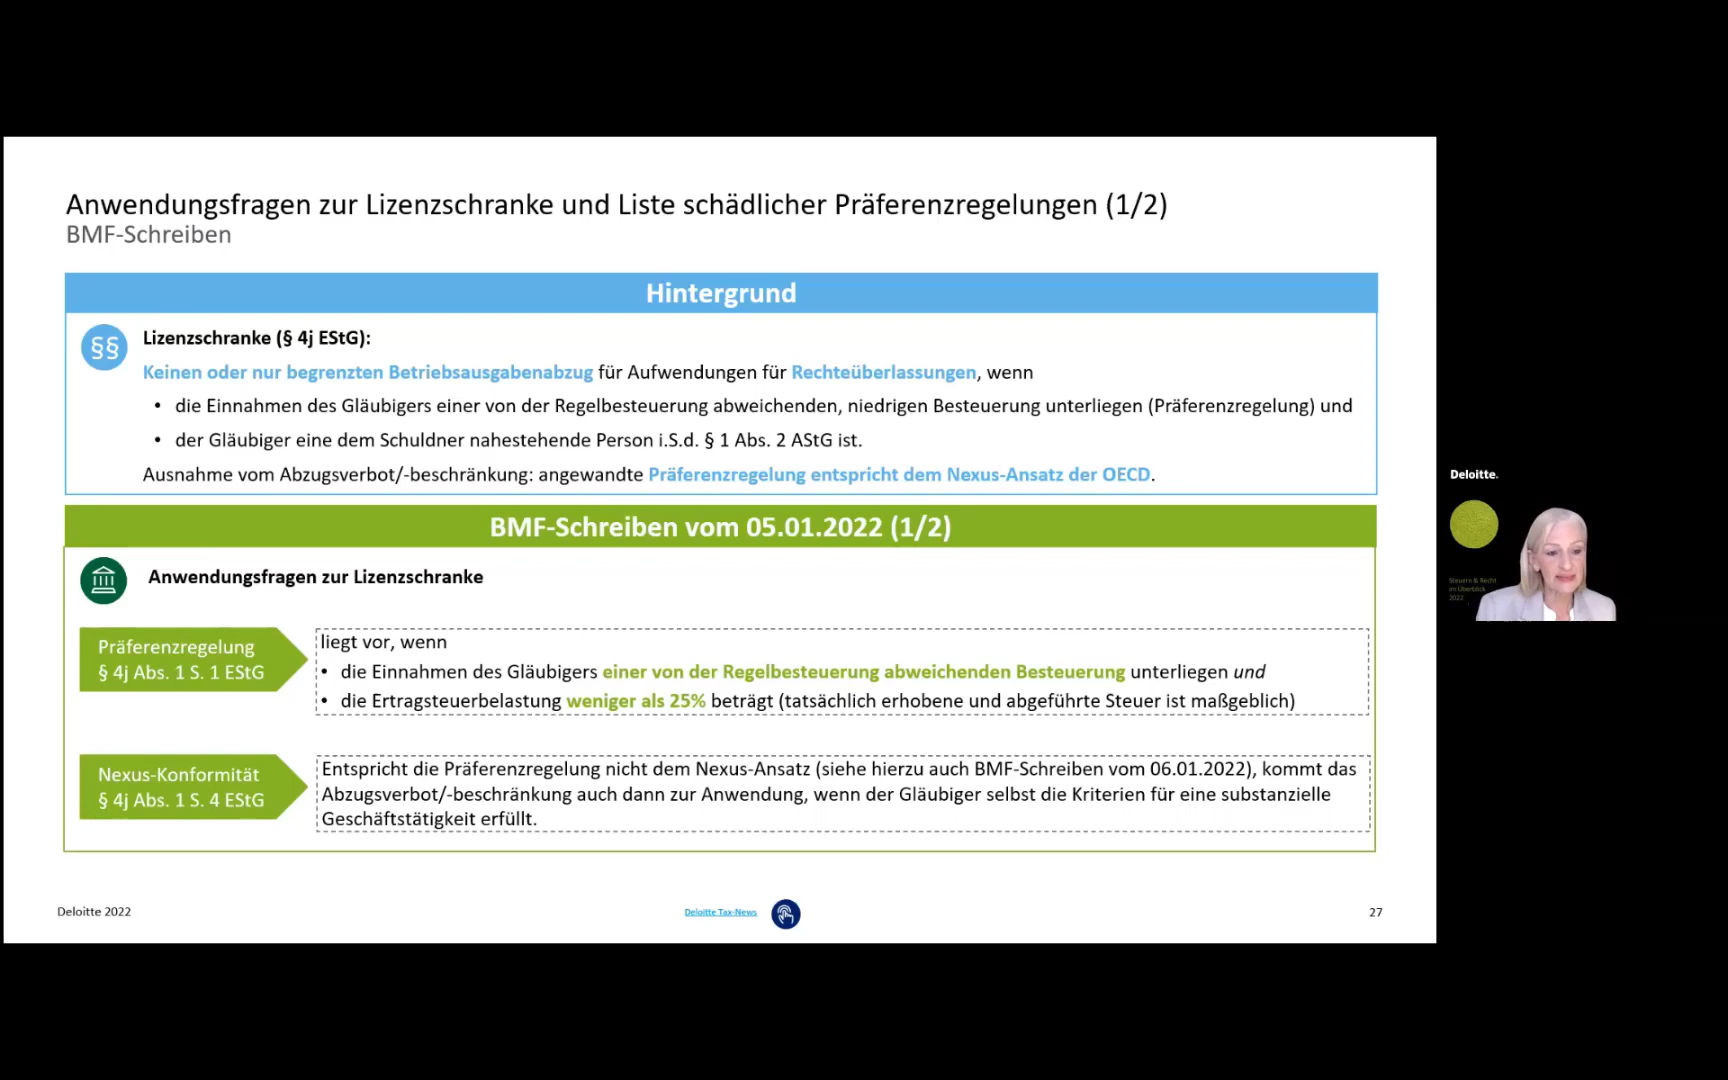 Anwendungsfragen zur Lizenzschranke und Liste schädlicher Präferenzregelungen (1/2)
BMF-Schreiben
Hintergrund
§§
Lizenzschranke (§ 4j EStG):
Keinen oder nur begrenzten Betriebsausgabenabzug für Aufwendungen für Rechteüberlassungen, wenn
• die Einnahmen des Gläubigers einer von der Regelbesteuerung abweichenden, niedrigen Besteuerung unterliegen (Präferenzregelung) und
• der Gläubiger eine dem Schuldner nahestehende Person i.S.d. § 1 Abs. 2 AStG ist.
Ausnahme vom Abzugsverbot/-beschränkung: angewandte Präferenzregelung entspricht dem Nexus-Ansatz der OECD.
BMF-Schreiben vom 05.01.2022 (1/2)
Anwendungsfragen zur Lizenzschranke
Präferenzregelung
§ 4j Abs. 1 S. 1 EStG
liegt vor, wenn
• die Einnahmen des Gläubigers einer von der Regelbesteuerung abweichenden Besteuerung unterliegen und
• die Ertragsteuerbelastung weniger als 25% beträgt (tatsächlich erhobene und abgeführte Steuer ist maßgeblich)
Nexus-Konformität
§ 4j Abs. 1 S. 4 EStG
Entspricht die Präferenzregelung nicht dem Nexus-Ansatz (siehe hierzu auch BMF-Schreiben vom 06.01.2022), kommt das
Abzugsverbot/-beschränkung auch dann zur Anwendung, wenn der Gläubiger selbst die Kriterien für eine substanzielle
Geschäftstätigkeit erfüllt.
Deloitte 2022
Deloitte Tax-News
27
Deloitte.
Steuern & Recht
im Überblick
2022